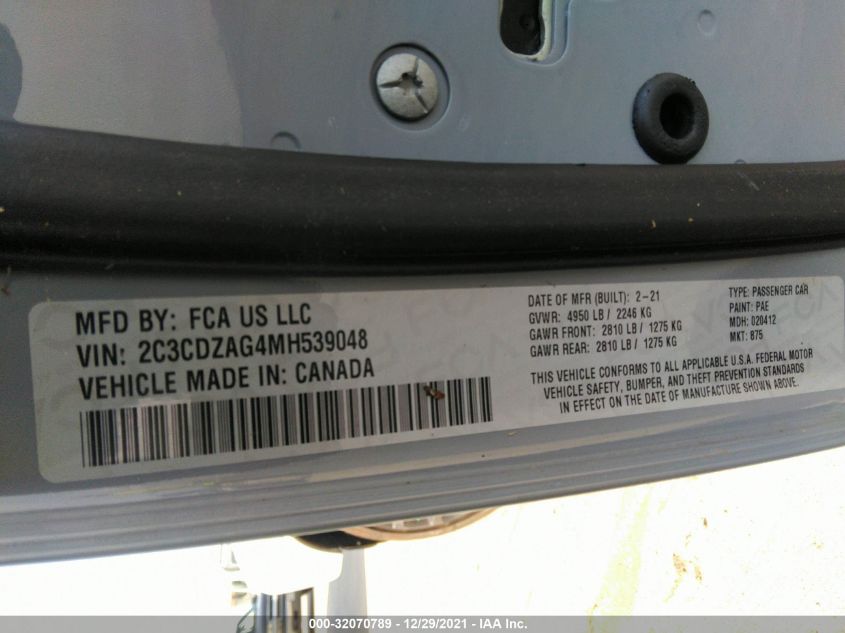 MFD BY: FCA US LLC
VIN: 2C3CDZAG4MH539048
VEHICLE MADE IN: CANADA
DATE OF MFR (BUILT): 2-21
GVWR: 4950 LB / 2246 KG
GAWR FRONT: 2810 LB / 1275 KG
GAWR REAR: 2810 LB / 1275 KG
TYPE: PASSENGER CAR
PAINT: PAE
MDH: 020412
MKT: 875
THIS VEHICLE CONFORMS TO ALL APPLICABLE U.S.A. FEDERAL MOTOR
VEHICLE SAFETY, BUMPER, AND THEFT PREVENTION STANDARDS
IN EFFECT ON THE DATE OF MANUFACTURE SHOWN ABOVE.
000-32070789 - 12/29/2021 - IAA Inc.